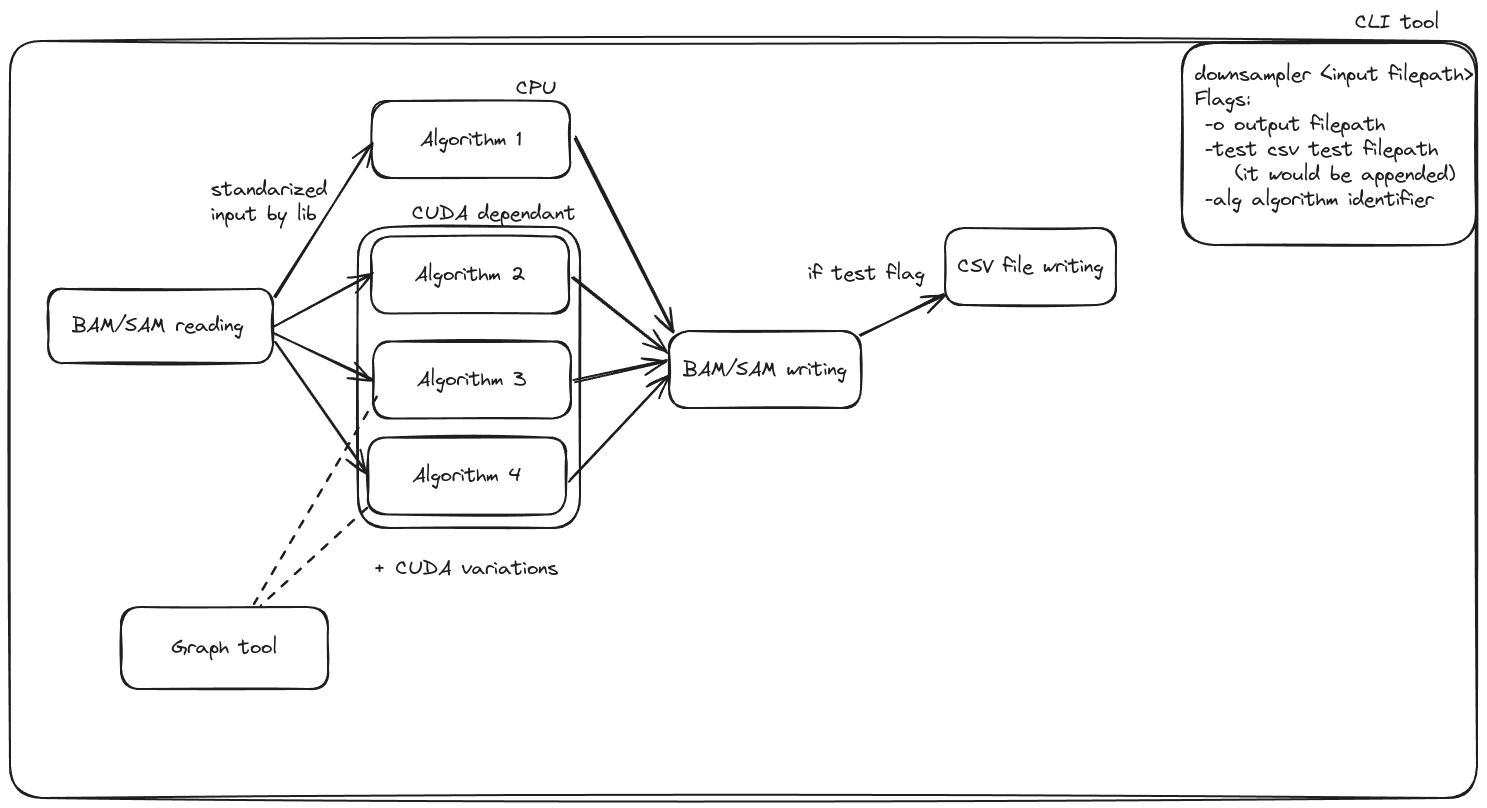 CLI tool
downsampler <input filepath>
Flags:
-o output filepath
-test csv test filepath
(it would be appended)
-alg algorithm identifier
CPU
Algorithm 1
standarized
input by lib
CUDA dependant
Algorithm 2
if test flag
CSV file writing
BAM/SAM reading
Algorithm 3
BAM/SAM writing
Algorithm 4
+ CUDA variations
Graph tool